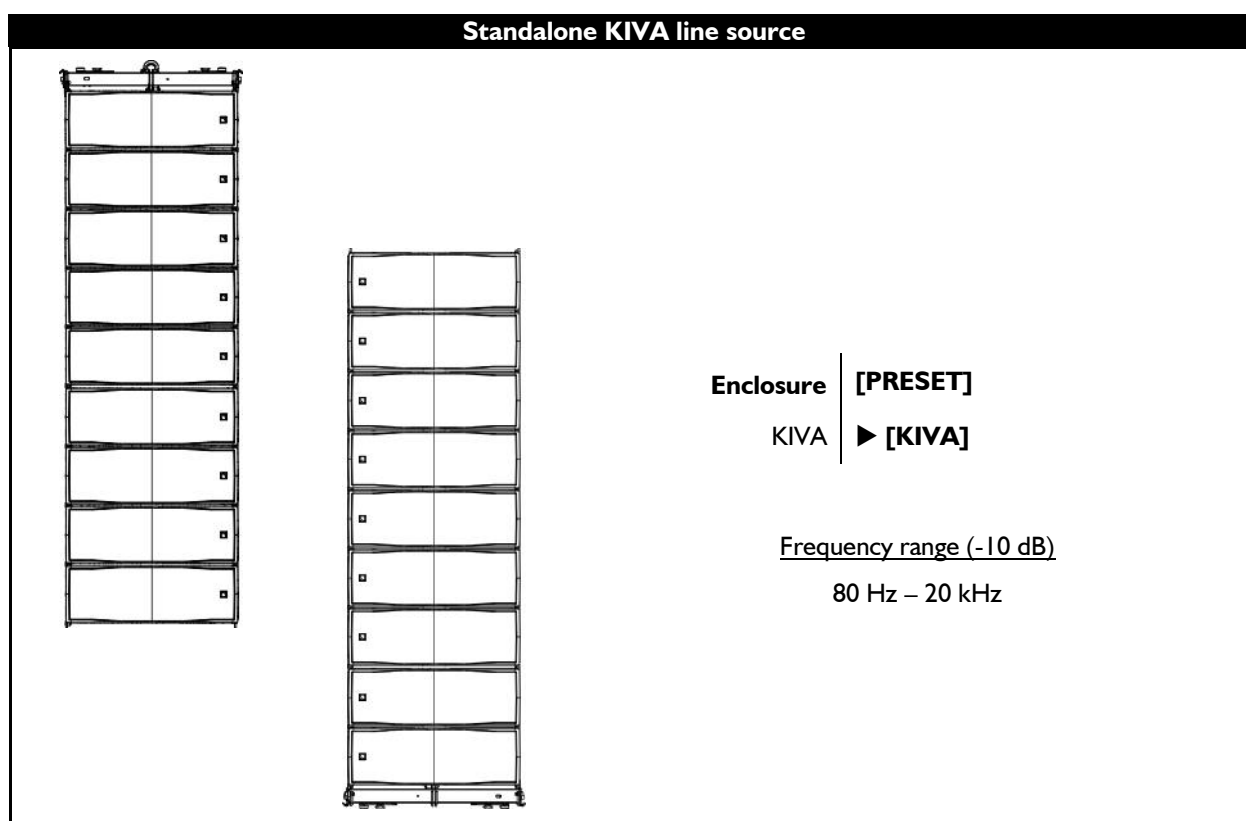 Standalone KIVA line source
Enclosure [PRESET]
KIVA ▶ [KIVA]
Frequency range (-10 dB)
80 Hz – 20 kHz